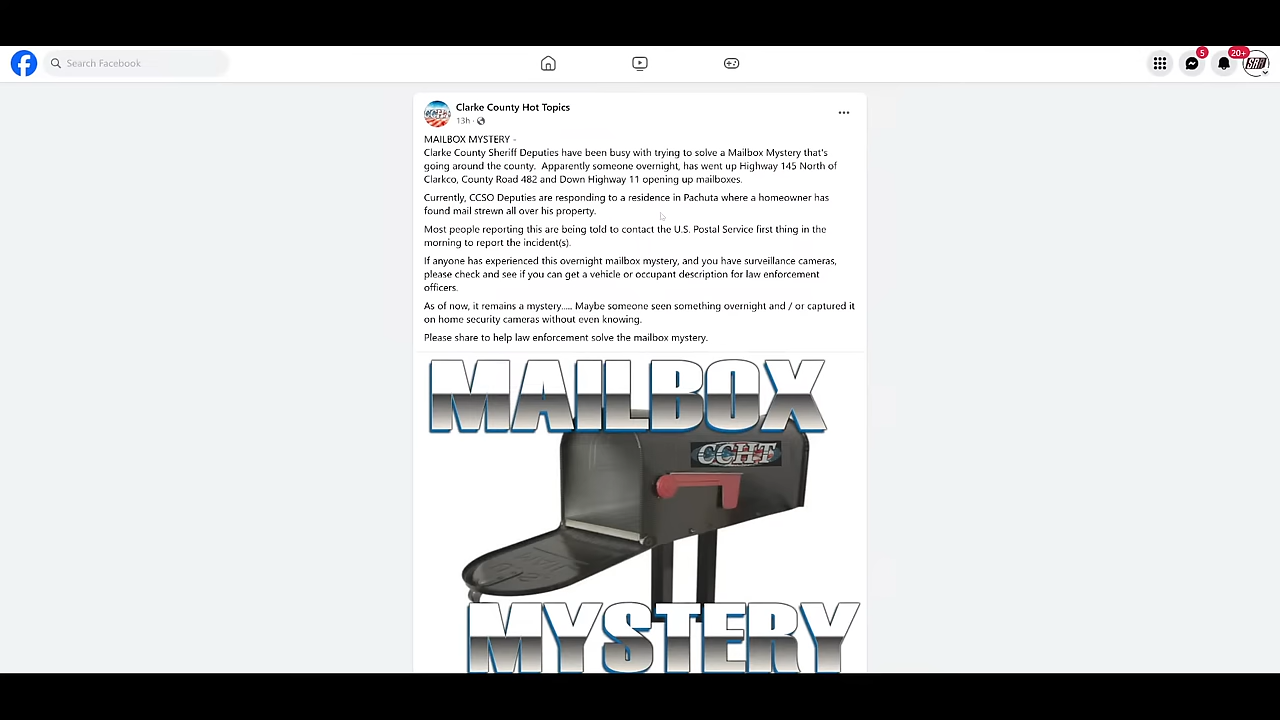 Search Facebook
5
20+
Clarke County Hot Topics
13h
MAILBOX MYSTERY -
Clarke County Sheriff Deputies have been busy with trying to solve a Mailbox Mystery that's
going around the county. Apparently someone overnight, has went up Highway 145 North of
Clarkco, County Road 482 and Down Highway 11 opening up mailboxes.
Currently, CCSO Deputies are responding to a residence in Pachuta where a homeowner has
found mail strewn all over his property.
Most people reporting this are being told to contact the U.S. Postal Service first thing in the
morning to report the incident(s).
If anyone has experienced this overnight mailbox mystery, and you have surveillance cameras,
please check and see if you can get a vehicle or occupant description for law enforcement
officers.
As of now, it remains a mystery..... Maybe someone seen something overnight and / or captured it
on home security cameras without even knowing.
Please share to help law enforcement solve the mailbox mystery.
MAILBOX
CCHT
MYSTERY